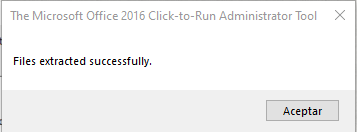 The Microsoft Office 2016 Click-to-Run Administrator Tool
Files extracted successfully.
Aceptar